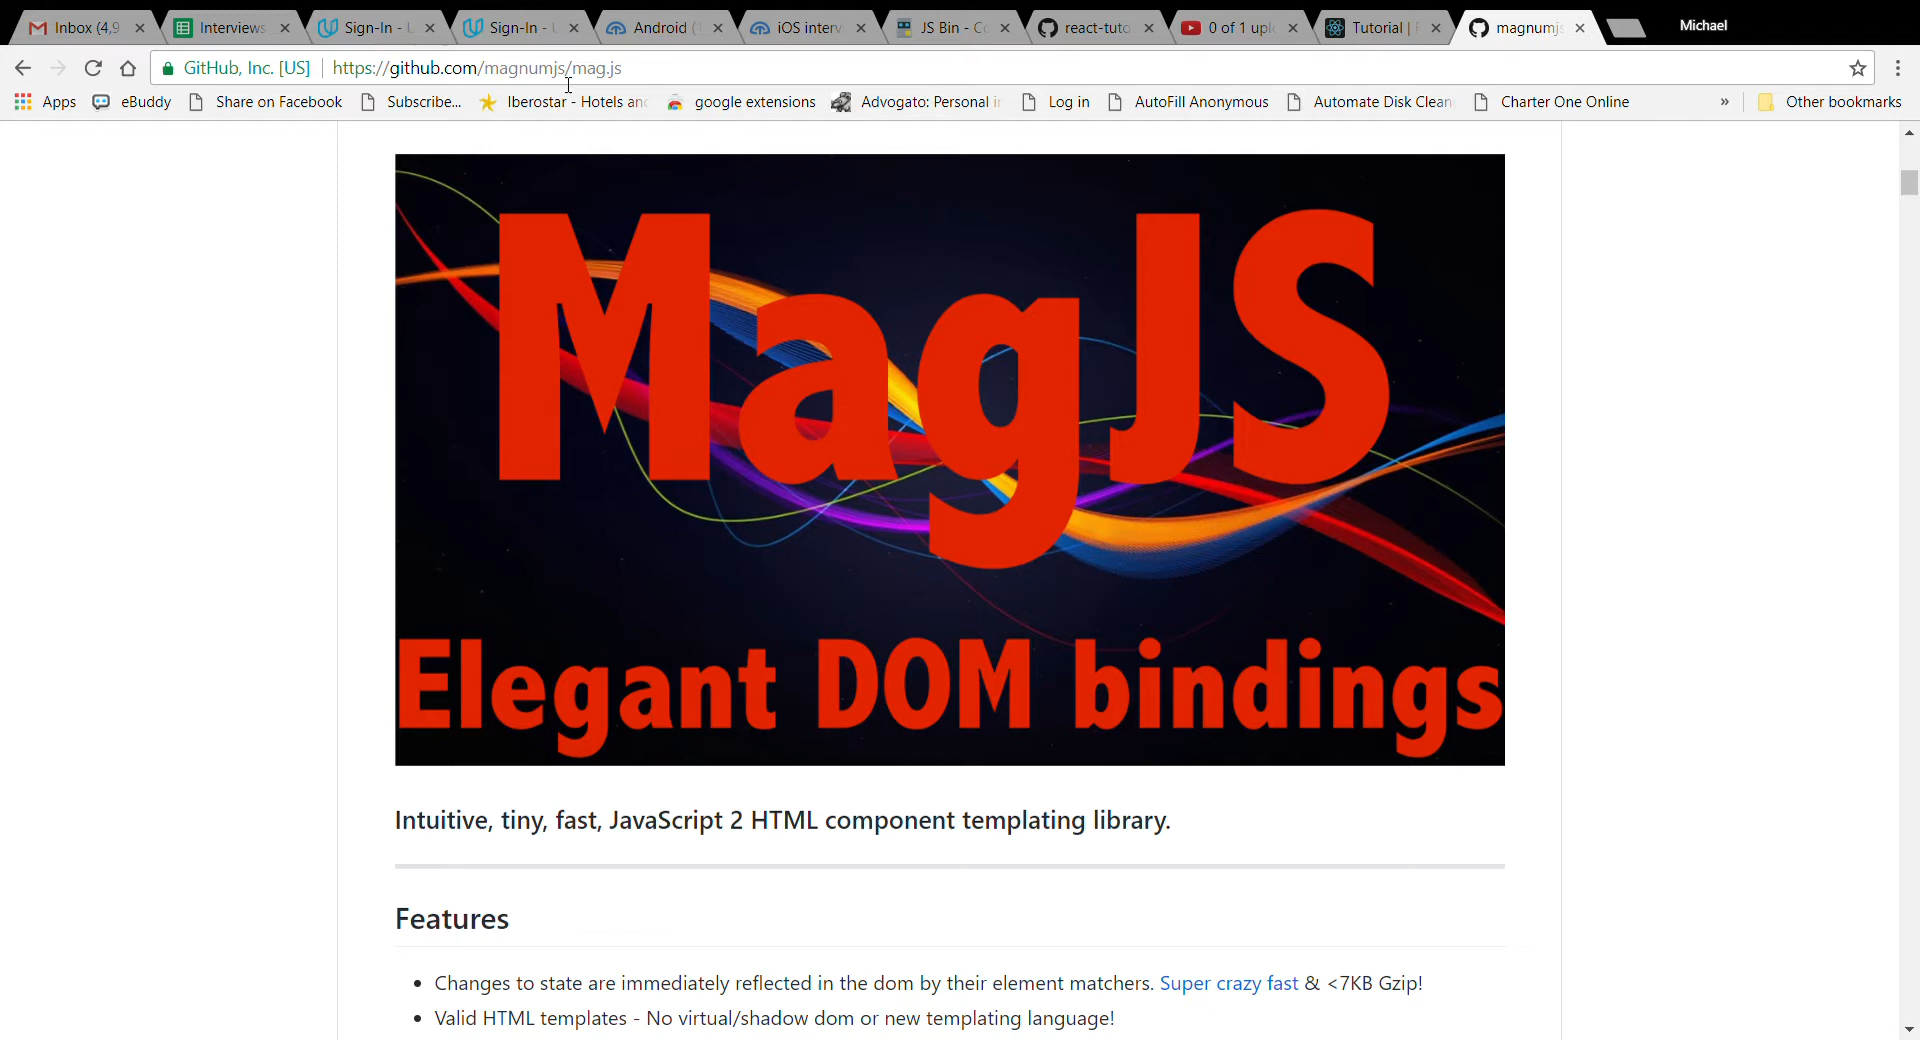 Inbox (4,9
Interviews
Sign-In - U
Sign-In - U
Android (1
iOS interv
JS Bin - Co
react-tuto
0 of 1 uplo
Tutorial | R
magnumjs
Michael
GitHub, Inc. [US]
https://github.com/magnumjs/mag.js
Apps
eBuddy
Share on Facebook
Subscribe...
Iberostar - Hotels and
google extensions
Advogato: Personal i
Log in
AutoFill Anonymous
Automate Disk Clean
Charter One Online
»
Other bookmarks
MagJS
Elegant DOM bindings
Intuitive, tiny, fast, JavaScript 2 HTML component templating library.
Features
• Changes to state are immediately reflected in the dom by their element matchers. Super crazy fast & <7KB Gzip!
• Valid HTML templates - No virtual/shadow dom or new templating language!